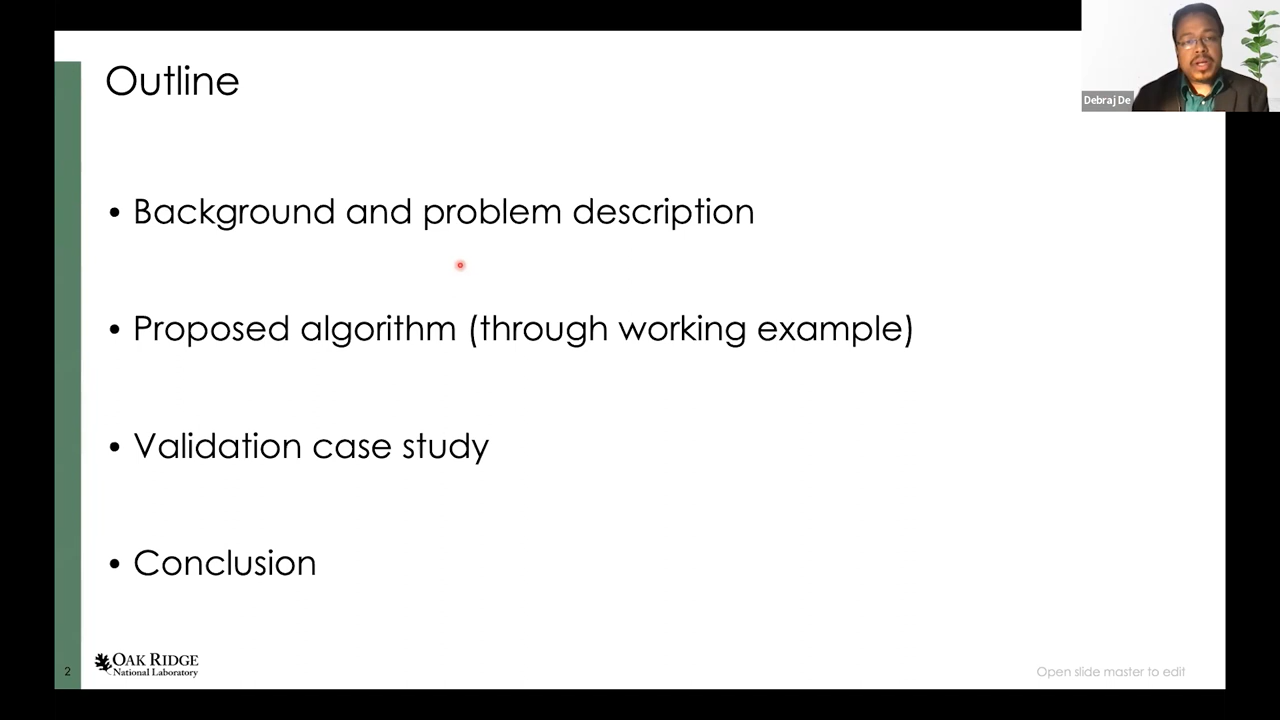 Outline
Debraj De
• Background and problem description
• Proposed algorithm (through working example)
• Validation case study
• Conclusion
2
OAK RIDGE
National Laboratory
Open slide master to edit